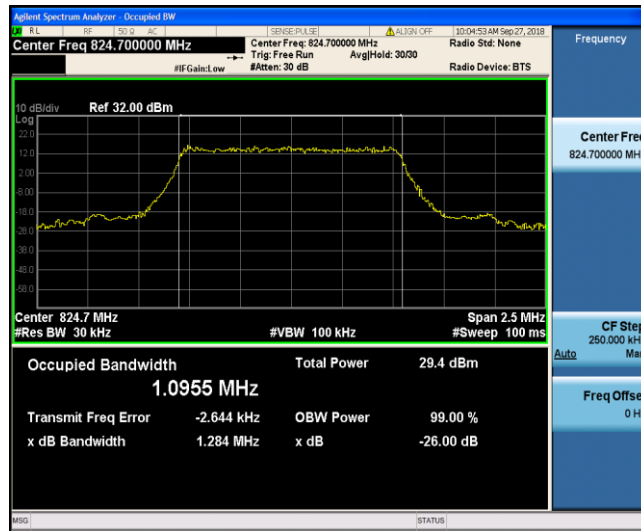 Agilent Spectrum Analyzer - Occupied BW
RL RF 50 Ω AC SENSE:PULSE ALIGN OFF 10:04:53 AM Sep 27, 2018
Center Freq 824.700000 MHz Center Freq: 824.700000 MHz Radio Std: None Frequency
Trig: Free Run Avg|Hold: 30/30
#IFGain:Low #Atten: 30 dB Radio Device: BTS
10 dB/div Ref 32.00 dBm
Log
22.0
12.0
2.00
-8.00
-18.0
-28.0
-38.0
-48.0
-58.0
Center Fre
824.700000 MH
Center 824.7 MHz Span 2.5 MHz
#Res BW 30 kHz #VBW 100 kHz #Sweep 100 ms
CF Step
250.000 kH
Auto Ma
Occupied Bandwidth Total Power 29.4 dBm
1.0955 MHz
Transmit Freq Error -2.644 kHz OBW Power 99.00 %
x dB Bandwidth 1.284 MHz x dB -26.00 dB
Freq Offse
0 H
MSG STATUS